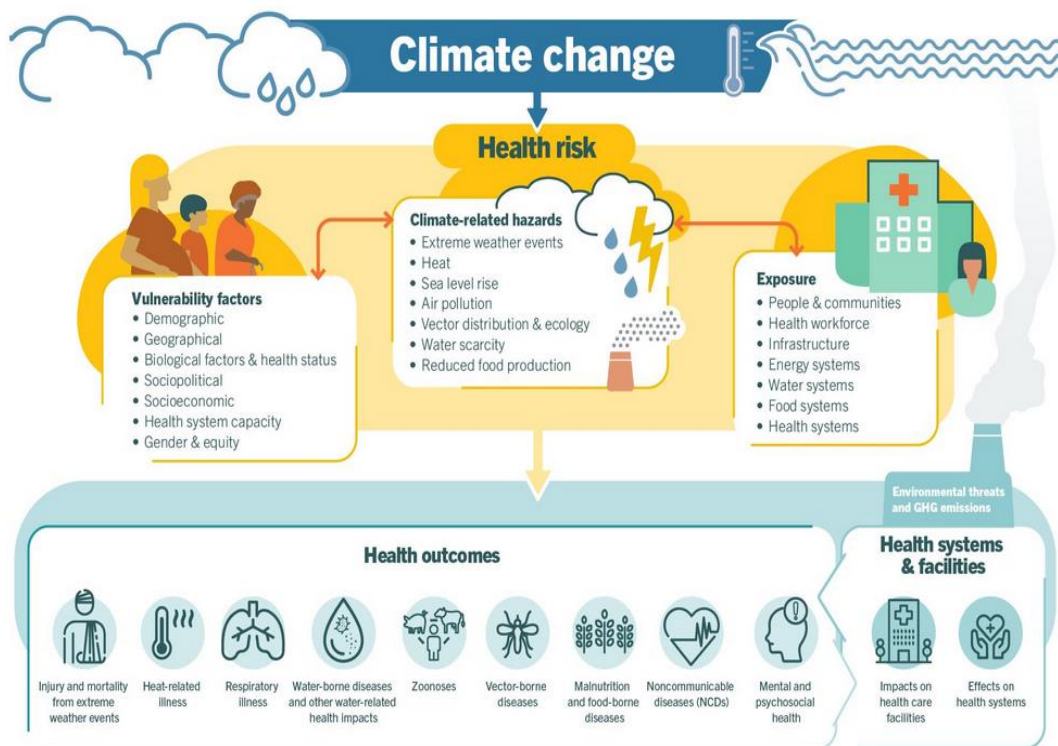 Climate change
Health risk
Climate-related hazards
• Extreme weather events
• Heat
• Sea level rise
• Air pollution
• Vector distribution & ecology
• Water scarcity
• Reduced food production
Vulnerability factors
• Demographic
• Geographical
• Biological factors & health status
• Sociopolitical
• Socioeconomic
• Health system capacity
• Gender & equity
Exposure
• People & communities
• Health workforce
• Infrastructure
• Energy systems
• Water systems
• Food systems
• Health systems
Environmental threats
and GHG emissions
Health outcomes
Injury and mortality
from extreme
weather events
Heat-related
illness
Respiratory
illness
Water-borne diseases
and other water-related
health impacts
Zoonoses
Vector-borne
diseases
Malnutrition
and food-borne
diseases
Noncommunicable
diseases (NCDs)
Mental and
psychosocial
health
Health systems
& facilities
Impacts on
health care
facilities
Effects on
health systems